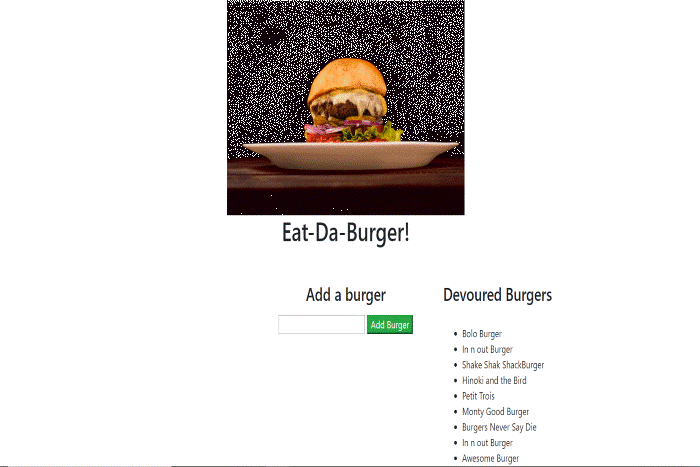 Eat-Da-Burger!
Add a burger
Add Burger
Devoured Burgers
Bolo Burger
In n out Burger
Shake Shak ShackBurger
Hinoki and the Bird
Petit Trois
Monty Good Burger
Burgers Never Say Die
In n out Burger
Awesome Burger